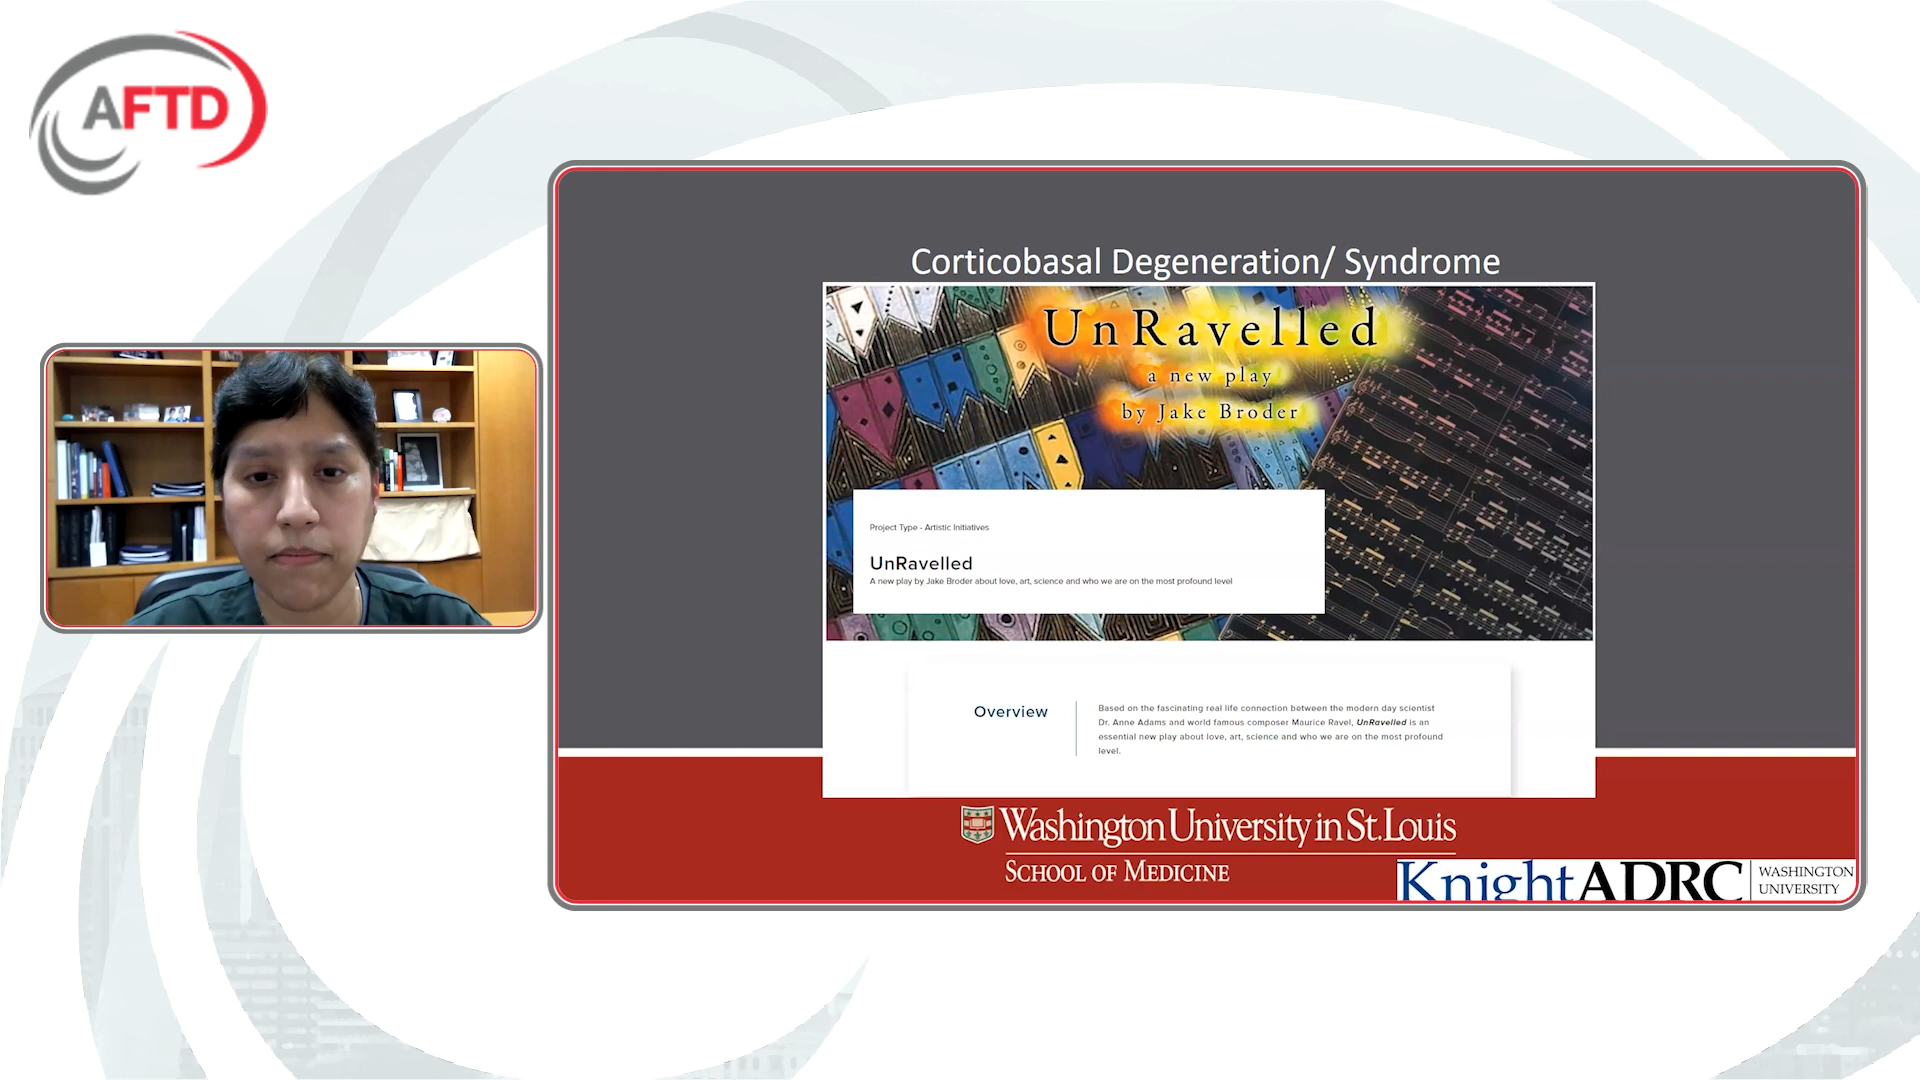 AFTD
Corticobasal Degeneration/ Syndrome
UnRavelled
a new play
by Jake Broder
Project Type - Artistic Initiatives
UnRavelled
A new play by Jake Broder about love, art, science and who we are on the most profound level
Overview
Based on the fascinating real life connection between the modern day scientist
Dr. Anne Adams and world famous composer Maurice Ravel, UnRavelled is an
essential new play about love, art, science and who we are on the most profound
level.
Washington University in St. Louis
SCHOOL OF MEDICINE
KnightADRC
WASHINGTON
UNIVERSITY